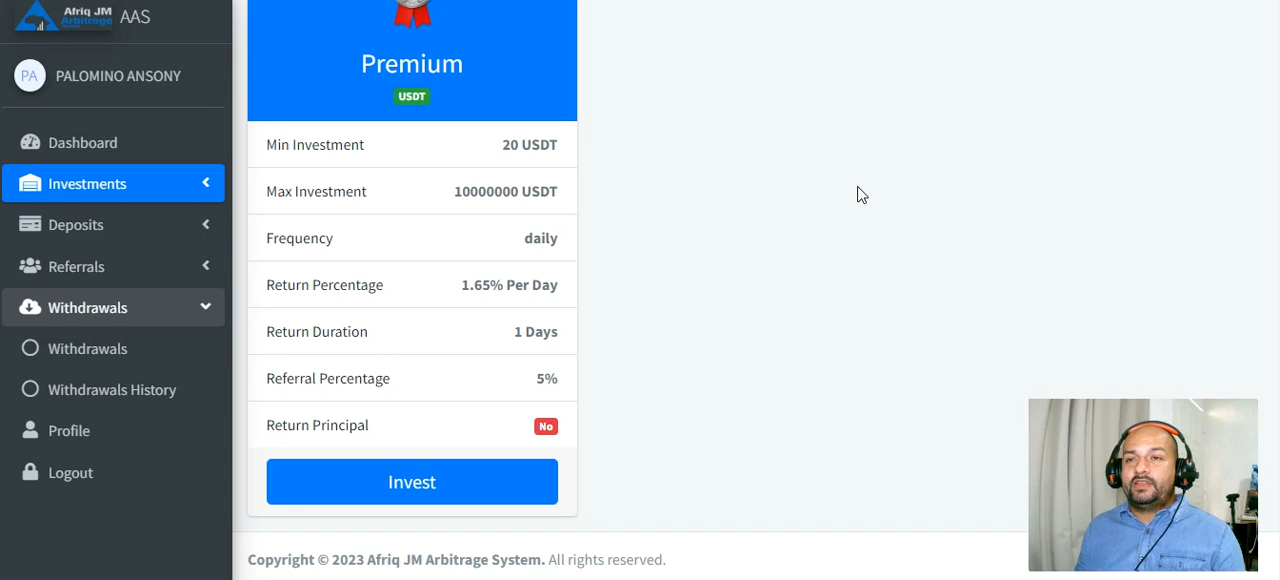 Afriq JM
Arbitrage
System
AAS
PA PALOMINO ANSONY
Dashboard
Investments
Deposits
Referrals
Withdrawals
Withdrawals
Withdrawals History
Profile
Logout
Premium
USDT
Min Investment 20 USDT
Max Investment 10000000 USDT
Frequency daily
Return Percentage 1.65% Per Day
Return Duration 1 Days
Referral Percentage 5%
Return Principal No
Invest
Copyright © 2023 Afriq JM Arbitrage System. All rights reserved.